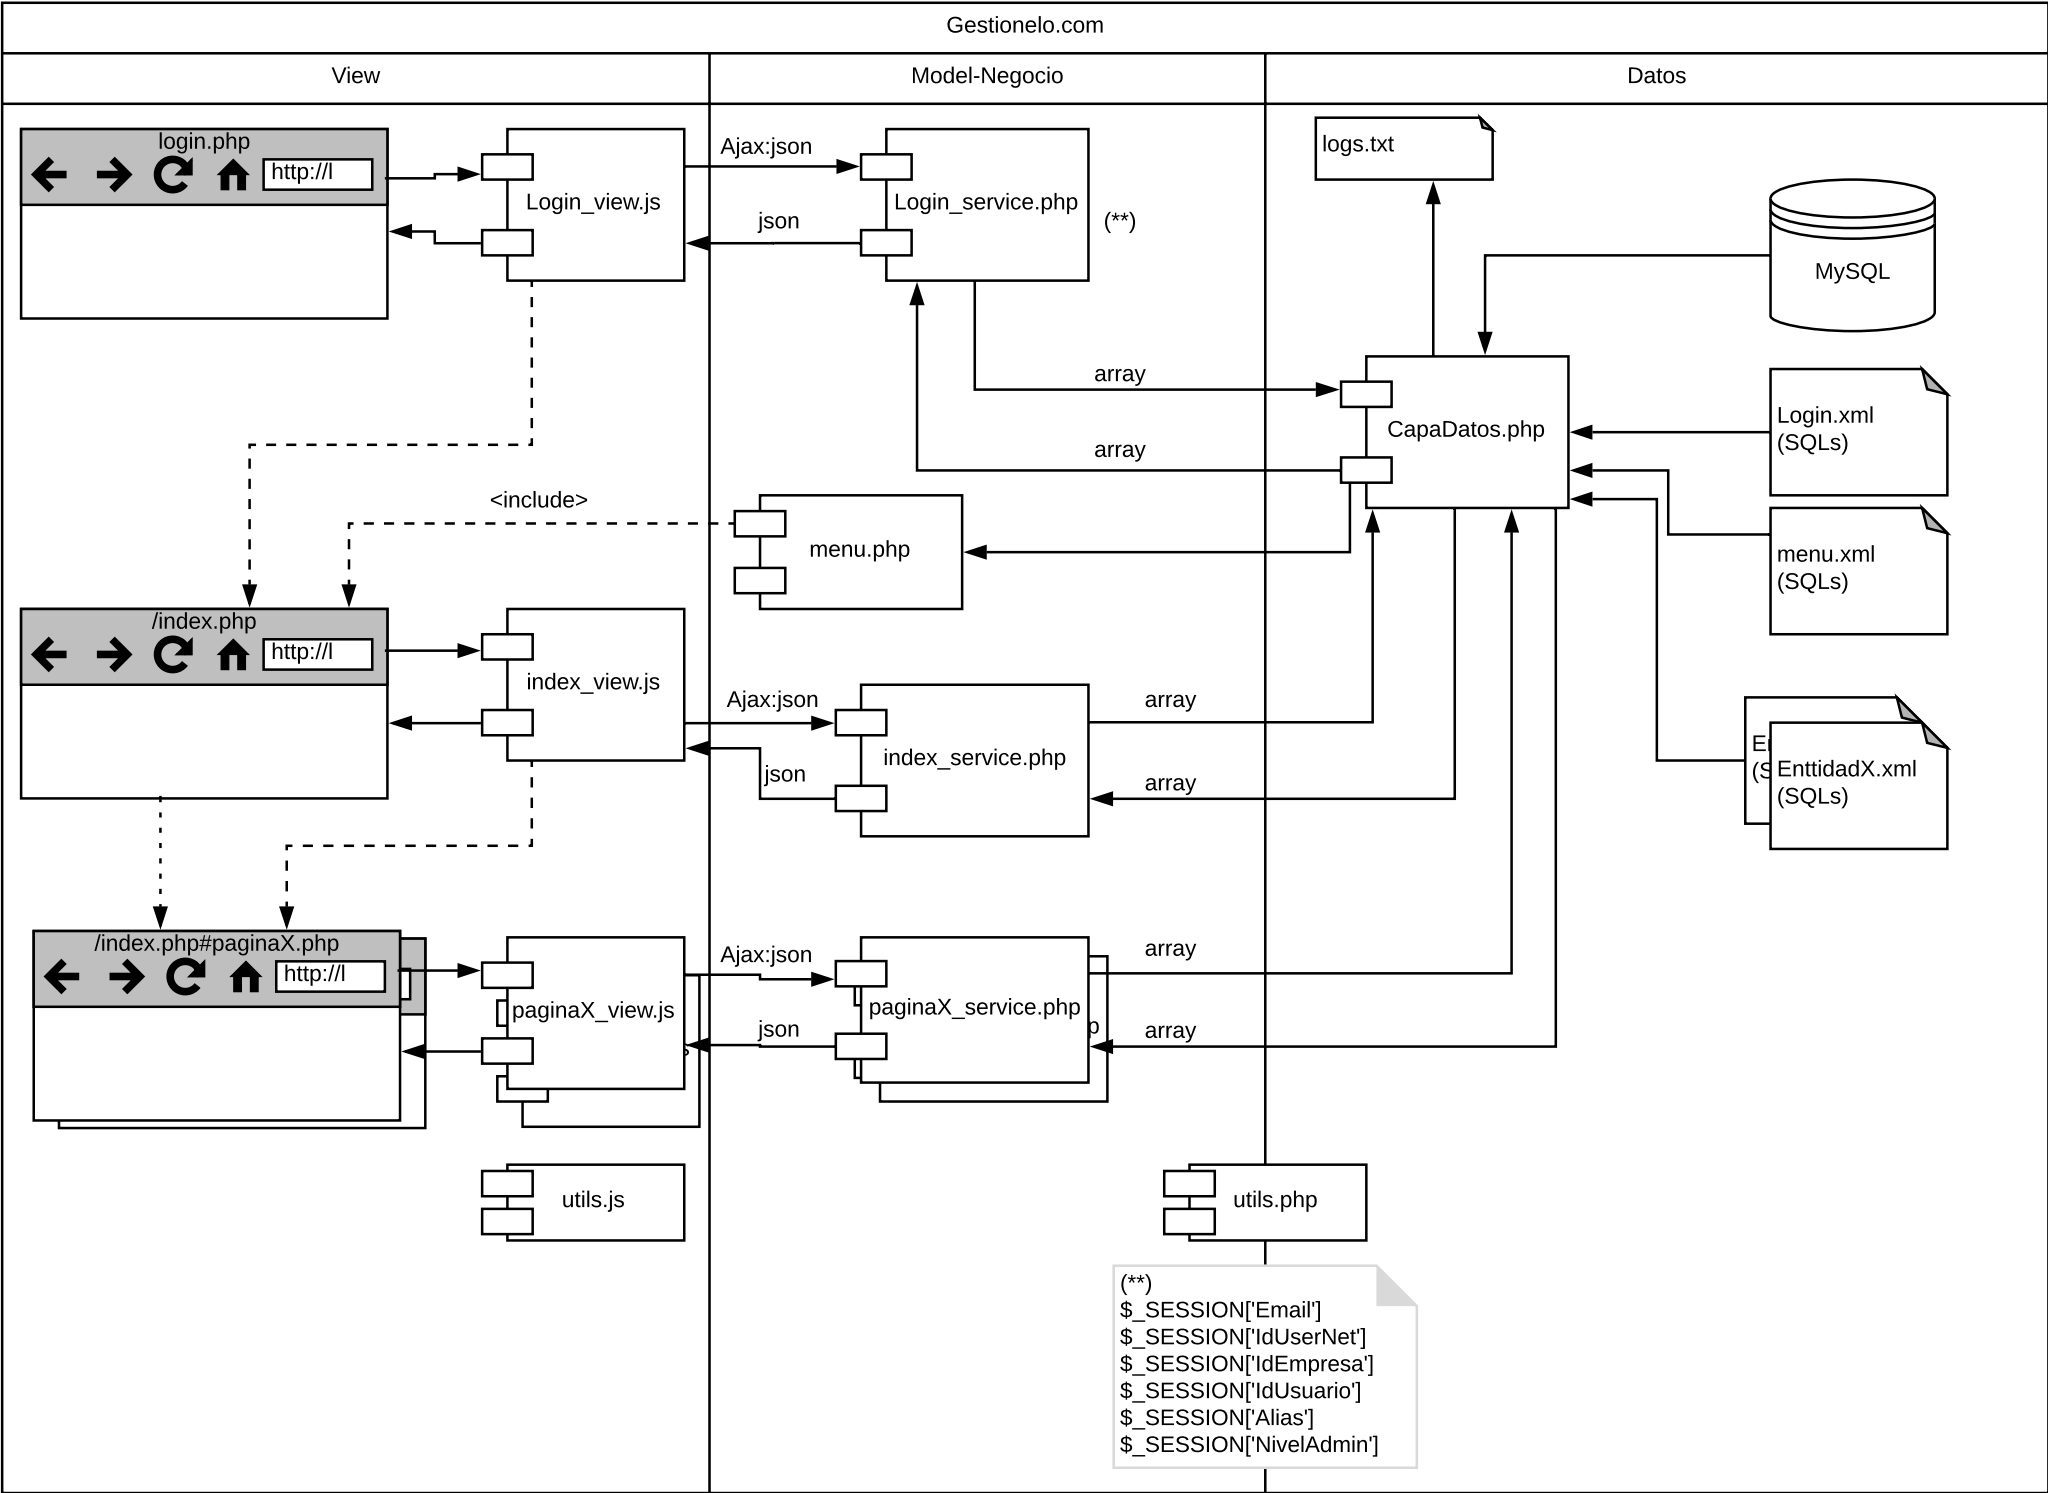 Gestionelo.com
View
Model-Negocio
Datos
login.php
http://l
Login_view.js
Ajax:json
json
Login_service.php
(**)
logs.txt
MySQL
array
array
CapaDatos.php
Login.xml
(SQLs)
<include>
menu.php
menu.xml
(SQLs)
/index.php
http://l
index_view.js
Ajax:json
json
index_service.php
array
array
EnttidadX.xml
(SQLs)
/index.php#paginaX.php
http://l
paginaX_view.js
Ajax:json
json
paginaX_service.php
array
array
utils.js
utils.php
(**)
$_SESSION['Email']
$_SESSION['IdUserNet']
$_SESSION['IdEmpresa']
$_SESSION['IdUsuario']
$_SESSION['Alias']
$_SESSION['NivelAdmin']